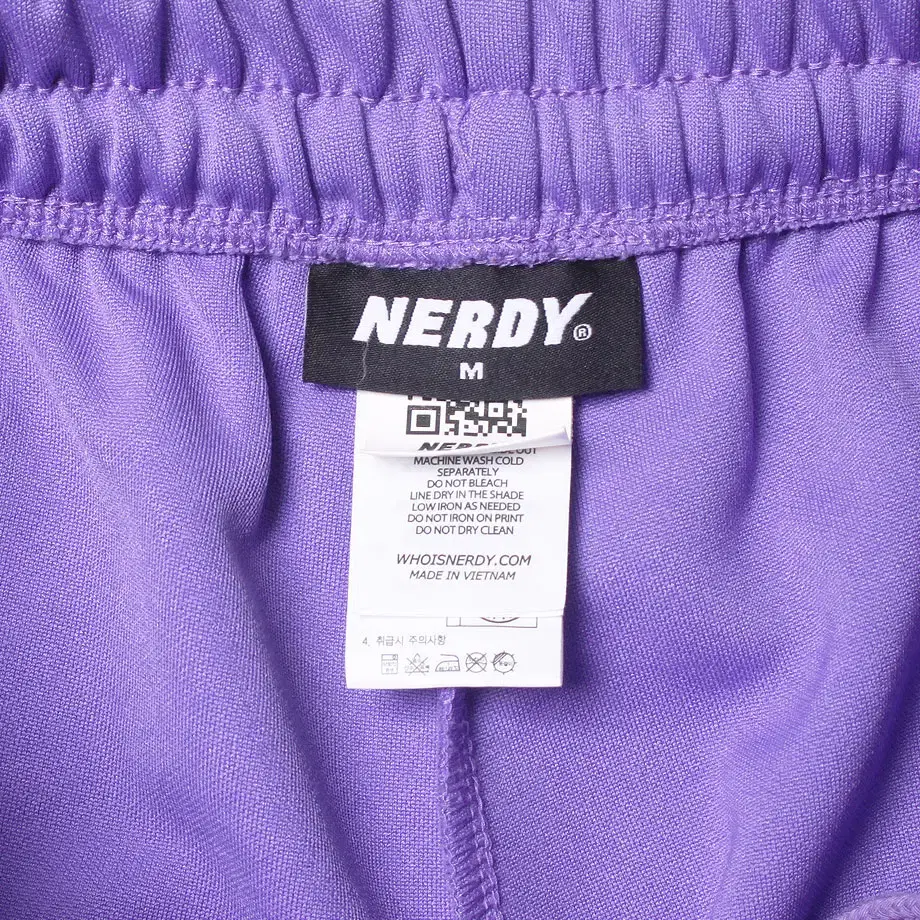 NERDY®
M
MACHINE WASH COLD
SEPARATELY
DO NOT BLEACH
LINE DRY IN THE SHADE
LOW IRON AS NEEDED
DO NOT IRON ON PRINT
DO NOT DRY CLEAN
WHOISNERDY.COM
MADE IN VIETNAM
4. 취급시 주의사항